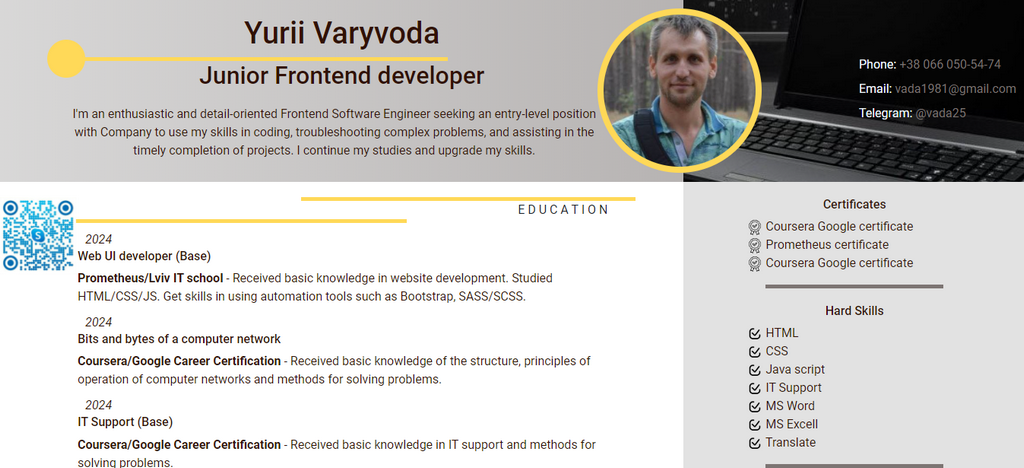 Yurii Varyvoda
Junior Frontend developer
I'm an enthusiastic and detail-oriented Frontend Software Engineer seeking an entry-level position
with Company to use my skills in coding, troubleshooting complex problems, and assisting in the
timely completion of projects. I continue my studies and upgrade my skills.
Phone: +38 066 050-54-74
Email: vada1981@gmail.com
Telegram: @vada25
EDUCATION
2024
Web UI developer (Base)
Prometheus/Lviv IT school - Received basic knowledge in website development. Studied
HTML/CSS/JS. Get skills in using automation tools such as Bootstrap, SASS/SCSS.
2024
Bits and bytes of a computer network
Coursera/Google Career Certification - Received basic knowledge of the structure, principles of
operation of computer networks and methods for solving problems.
2024
IT Support (Base)
Coursera/Google Career Certification - Received basic knowledge in IT support and methods for
solving problems.
Certificates
Coursera Google certificate
Prometheus certificate
Coursera Google certificate
Hard Skills
HTML
CSS
Java script
IT Support
MS Word
MS Excell
Translate